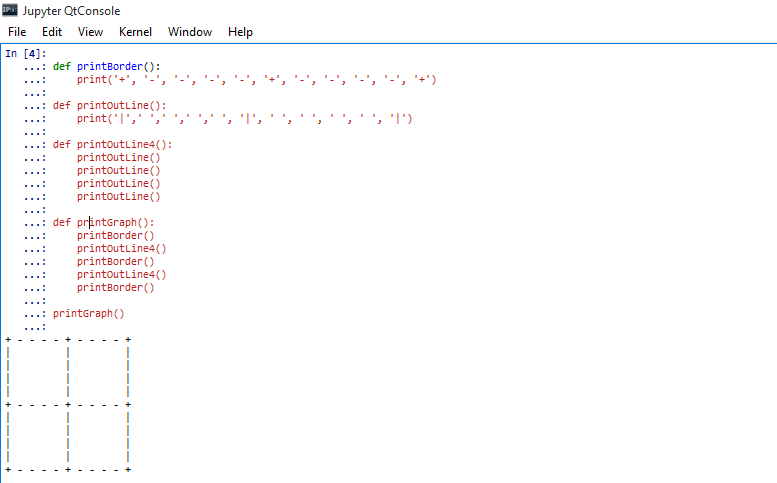 IP[y]: Jupyter QtConsole
File Edit View Kernel Window Help
In [4]:
...: def printBorder():
...:     print('+', '-', '-', '-', '-', '+', '-', '-', '-', '-', '+')
...:
...: def printOutLine():
...:     print('|',' ',' ',' ',' ', '|', ' ', ' ', ' ', ' ', '|')
...:
...: def printOutLine4():
...:     printOutLine()
...:     printOutLine()
...:     printOutLine()
...:     printOutLine()
...:
...: def printGraph():
...:     printBorder()
...:     printOutLine4()
...:     printBorder()
...:     printOutLine4()
...:     printBorder()
...:
...: printGraph()
...:
+ - - - - + - - - - +
|         |         |
|         |         |
|         |         |
|         |         |
+ - - - - + - - - - +
|         |         |
|         |         |
|         |         |
|         |         |
+ - - - - + - - - - +